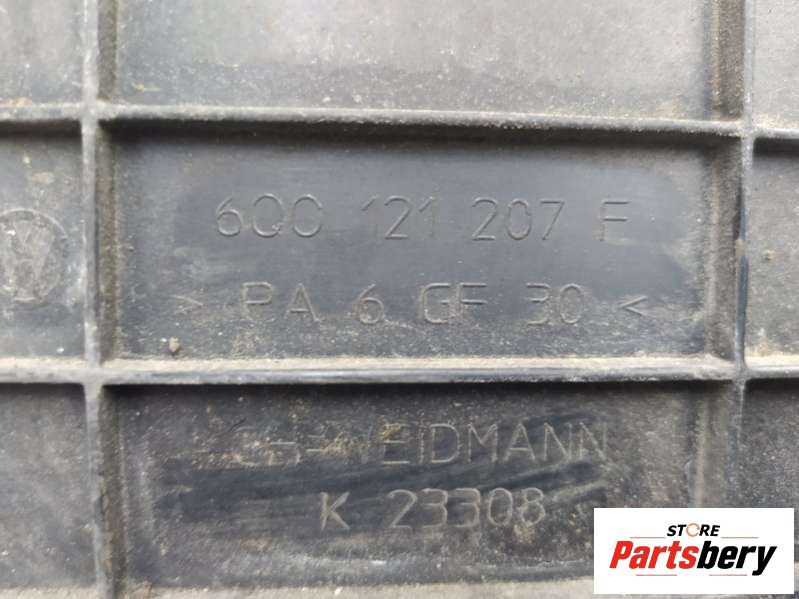 6Q0 121 207 F
> PA 6 GF 30 <
WEIDMANN
K 23308
STORE
Partsbery